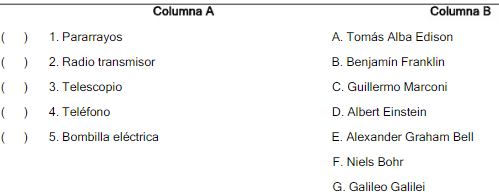 Columna A Columna B
( ) 1. Pararrayos A. Tomás Alba Edison
( ) 2. Radio transmisor B. Benjamín Franklin
( ) 3. Telescopio C. Guillermo Marconi
( ) 4. Teléfono D. Albert Einstein
( ) 5. Bombilla eléctrica E. Alexander Graham Bell
F. Niels Bohr
G. Galileo Galilei